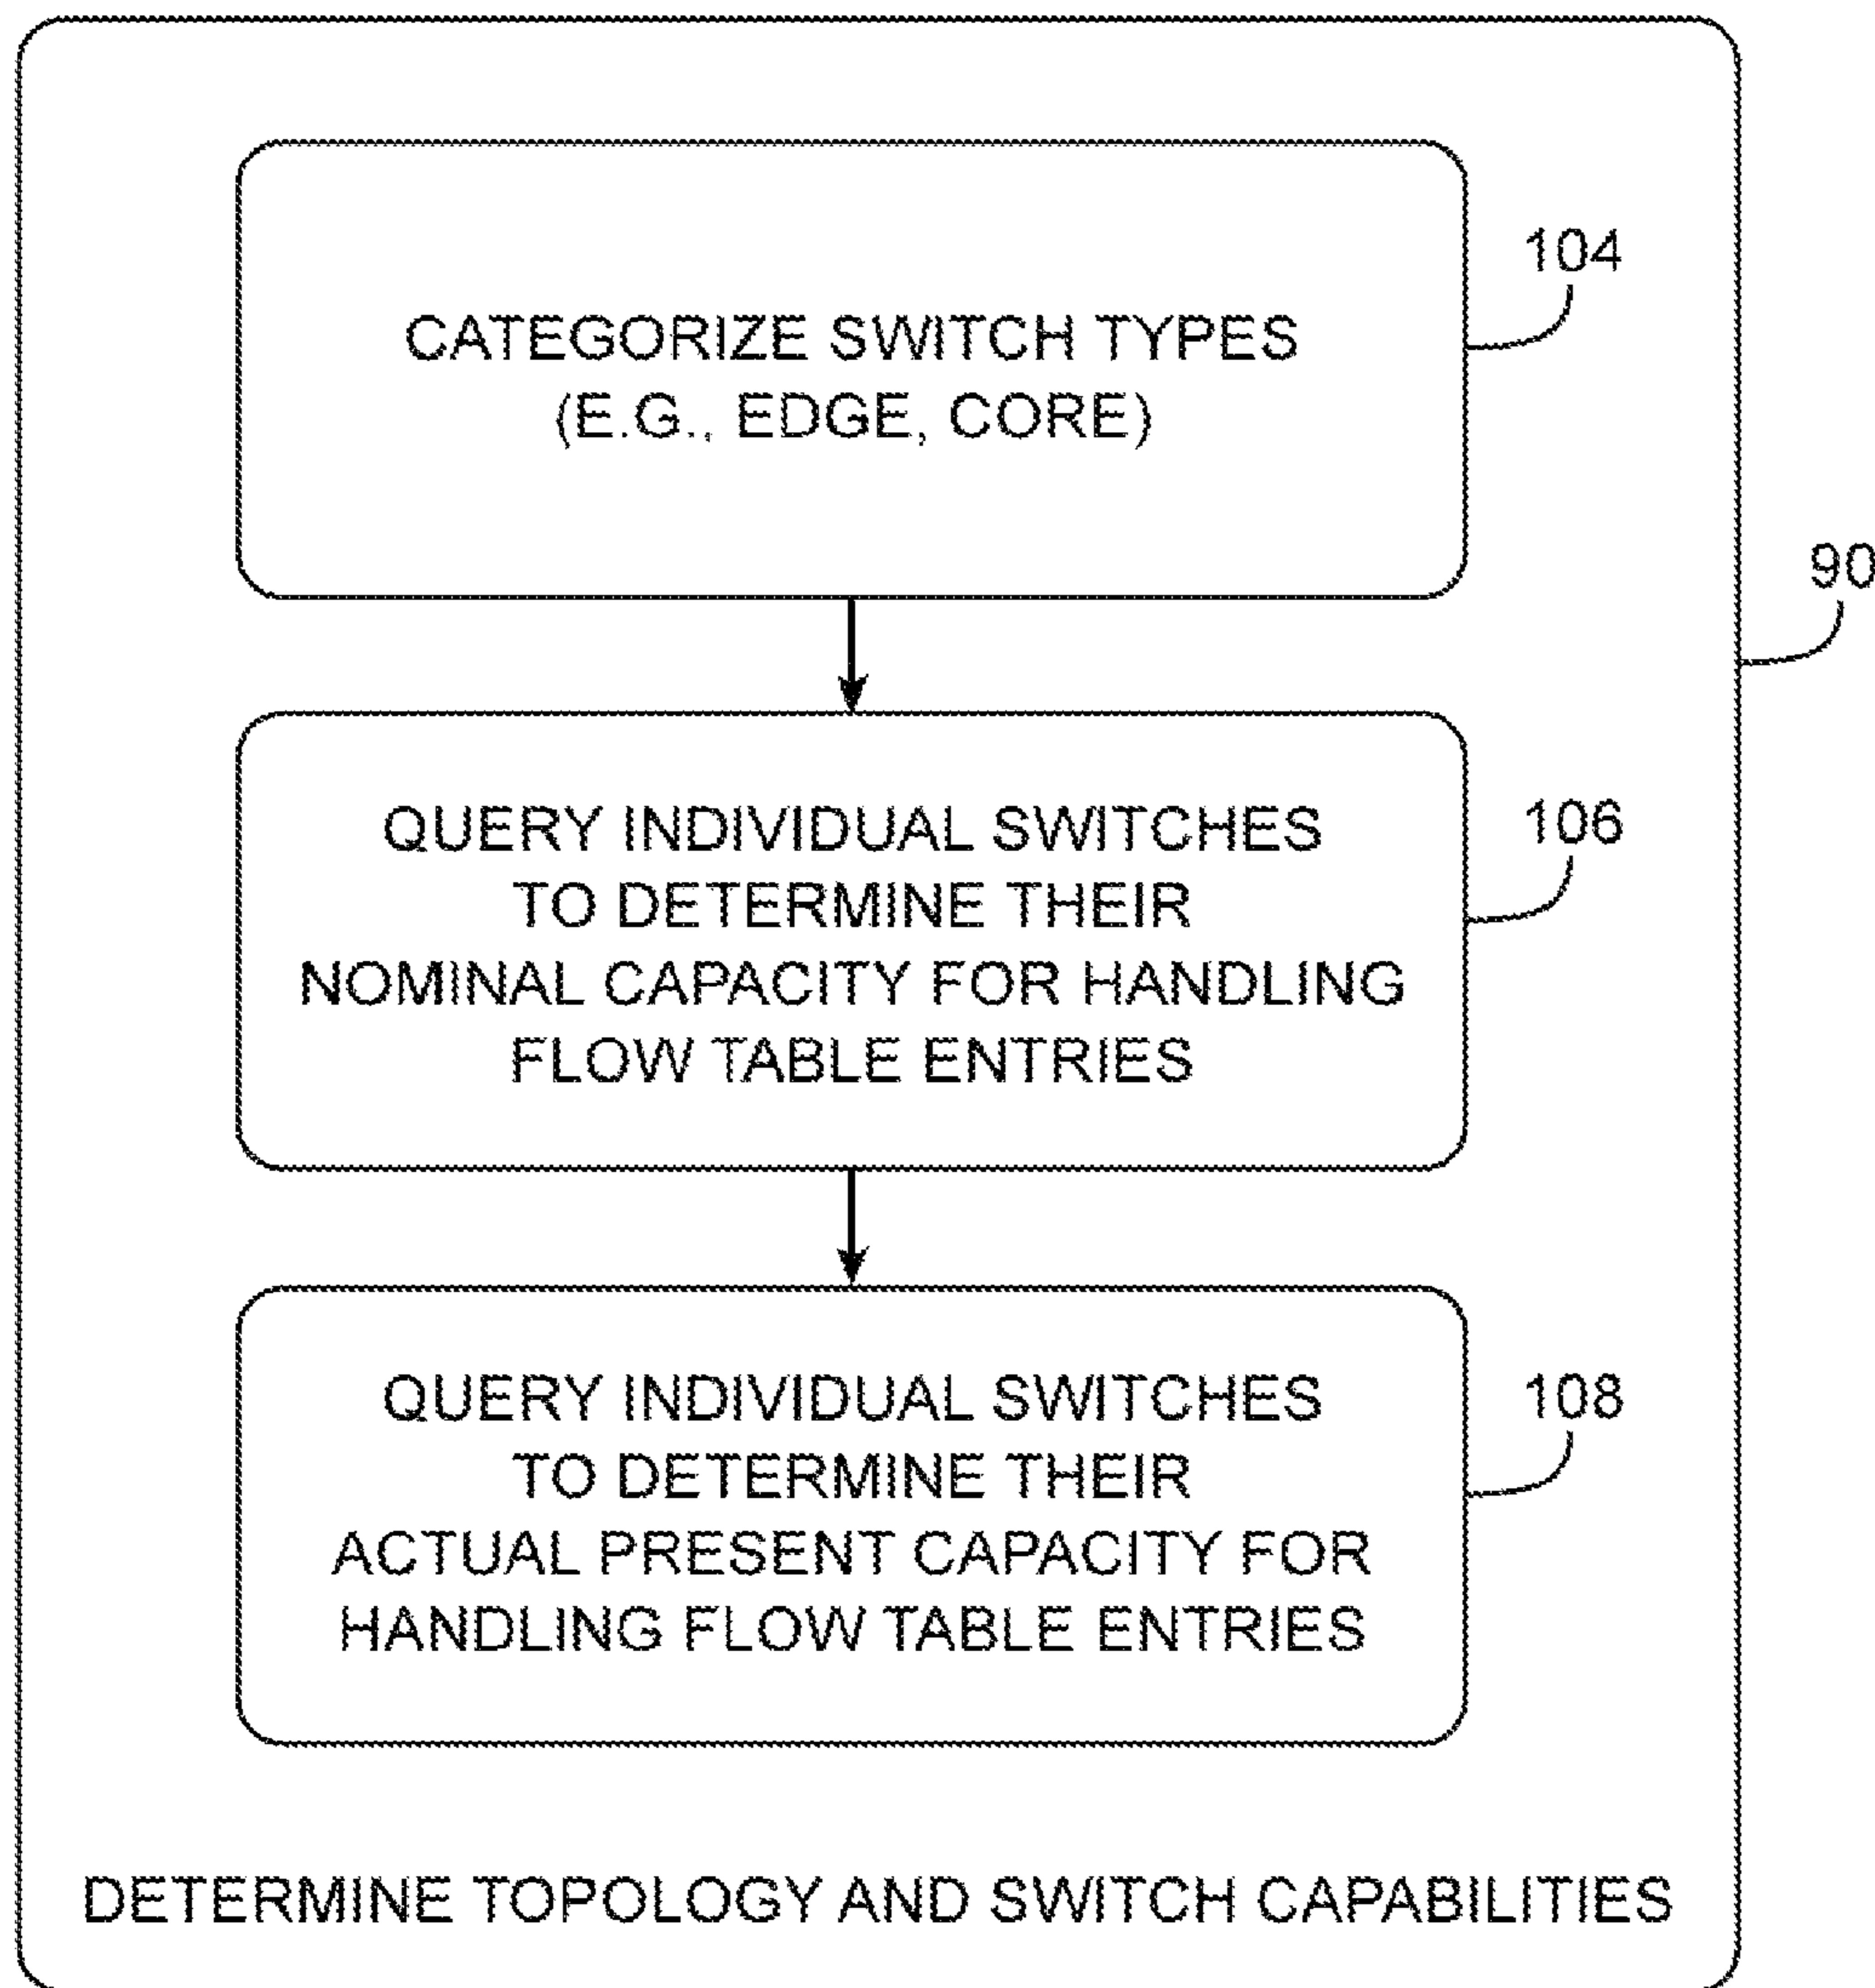 CATEGORIZE SWITCH TYPES
(E.G., EDGE, CORE)
104
90
QUERY INDIVIDUAL SWITCHES
TO DETERMINE THEIR
NOMINAL CAPACITY FOR HANDLING
FLOW TABLE ENTRIES
106
QUERY INDIVIDUAL SWITCHES
TO DETERMINE THEIR
ACTUAL PRESENT CAPACITY FOR
HANDLING FLOW TABLE ENTRIES
108
DETERMINE TOPOLOGY AND SWITCH CAPABILITIES